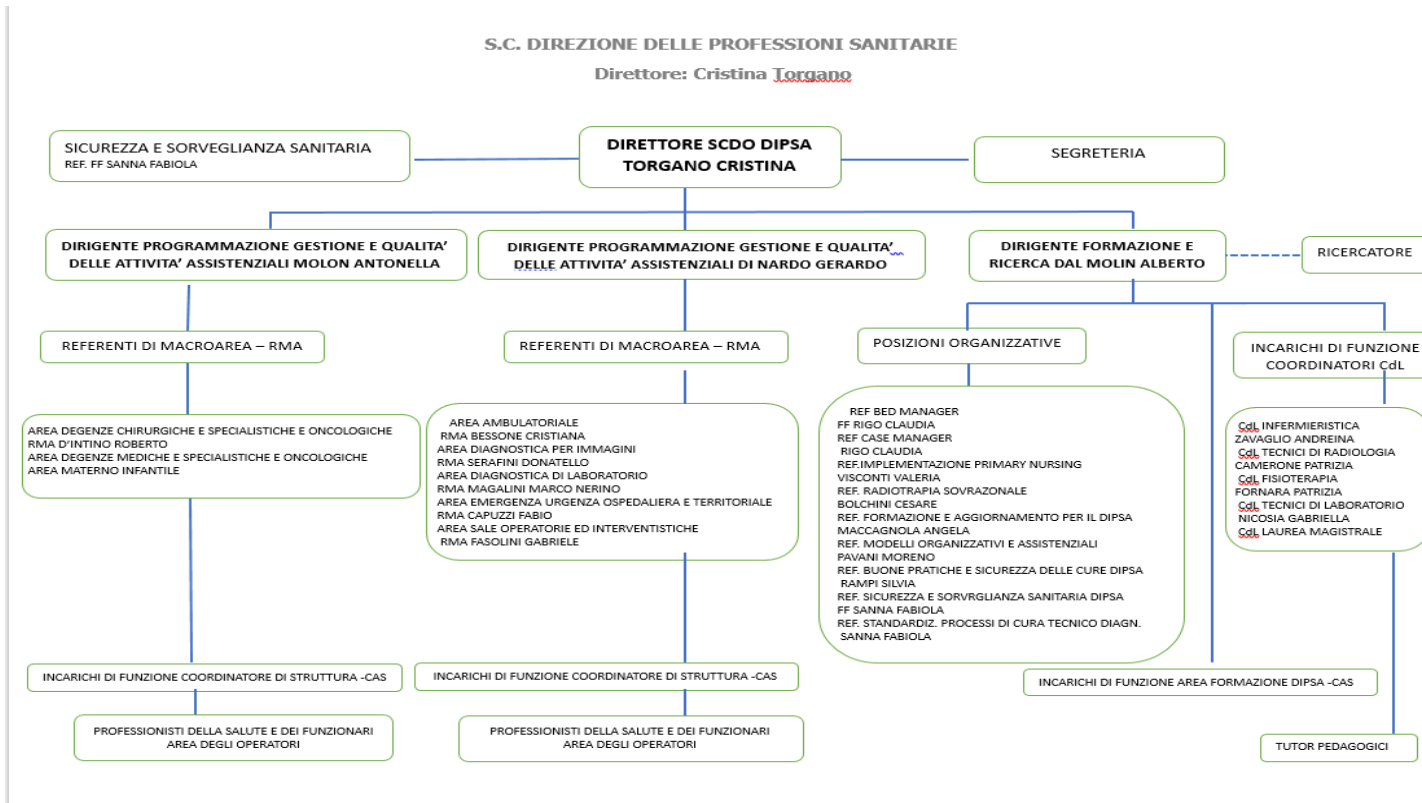 S.C. DIREZIONE DELLE PROFESSIONI SANITARIE
Direttore: Cristina Torgano
SICUREZZA E SORVEGLIANZA SANITARIA
REF. FF SANNA FABIOLA
DIRETTORE SCDO DIPSA
TORGANO CRISTINA
SEGRETERIA
DIRIGENTE PROGRAMMAZIONE GESTIONE E QUALITA’
DELLE ATTIVITA’ ASSISTENZIALI MOLON ANTONELLA
DIRIGENTE PROGRAMMAZIONE GESTIONE E QUALITA’
DELLE ATTIVITA’ ASSISTENZIALI DI NARDO GERARDO
DIRIGENTE FORMAZIONE E
RICERCA DAL MOLIN ALBERTO
RICERCATORE
REFERENTI DI MACROAREA – RMA
REFERENTI DI MACROAREA – RMA
POSIZIONI ORGANIZZATIVE
INCARICHI DI FUNZIONE
COORDINATORI CdL
AREA DEGENZE CHIRURGICHE E SPECIALISTICHE E ONCOLOGICHE
RMA D’INTINO ROBERTO
AREA DEGENZE MEDICHE E SPECIALISTICHE E ONCOLOGICHE
AREA MATERNO INFANTILE
AREA AMBULATORIALE
RMA BESSONE CRISTIANA
AREA DIAGNOSTICA PER IMMAGINI
RMA SERAFINI DONATELLO
AREA DIAGNOSTICA DI LABORATORIO
RMA MAGALINI MARCO NERINO
AREA EMERGENZA URGENZA OSPEDALIERA E TERRITORIALE
RMA CAPUZZI FABIO
AREA SALE OPERATORIE ED INTERVENTISTICHE
RMA FASOLINI GABRIELE
REF BED MANAGER
FF RIGO CLAUDIA
REF CASE MANAGER
RIGO CLAUDIA
REF.IMPLEMENTAZIONE PRIMARY NURSING
VISCONTI VALERIA
REF. RADIOTRAPIA SOVRAZONALE
BOLCHINI CESARE
REF. FORMAZIONE E AGGIORNAMENTO PER IL DIPSA
MACCAGNOLA ANGELA
REF. MODELLI ORGANIZZATIVI E ASSISTENZIALI
PAVANI MORENO
REF. BUONE PRATICHE E SICUREZZA DELLE CURE DIPSA
RAMPI SILVIA
REF. SICUREZZA E SORVRGLIANZA SANITARIA DIPSA
FF SANNA FABIOLA
REF. STANDARDIZ. PROCESSI DI CURA TECNICO DIAGN.
SANNA FABIOLA
CdL INFERMIERISTICA
ZAVAGLIO ANDREINA
CdL TECNICI DI RADIOLOGIA
CAMERONE PATRIZIA
CdL FISIOTERAPIA
FORNARA PATRIZIA
CdL TECNICI DI LABORATORIO
NICOSIA GABRIELLA
CdL LAUREA MAGISTRALE
INCARICHI DI FUNZIONE COORDINATORE DI STRUTTURA -CAS
INCARICHI DI FUNZIONE COORDINATORE DI STRUTTURA -CAS
INCARICHI DI FUNZIONE AREA FORMAZIONE DIPSA -CAS
PROFESSIONISTI DELLA SALUTE E DEI FUNZIONARI
AREA DEGLI OPERATORI
PROFESSIONISTI DELLA SALUTE E DEI FUNZIONARI
AREA DEGLI OPERATORI
TUTOR PEDAGOGICI